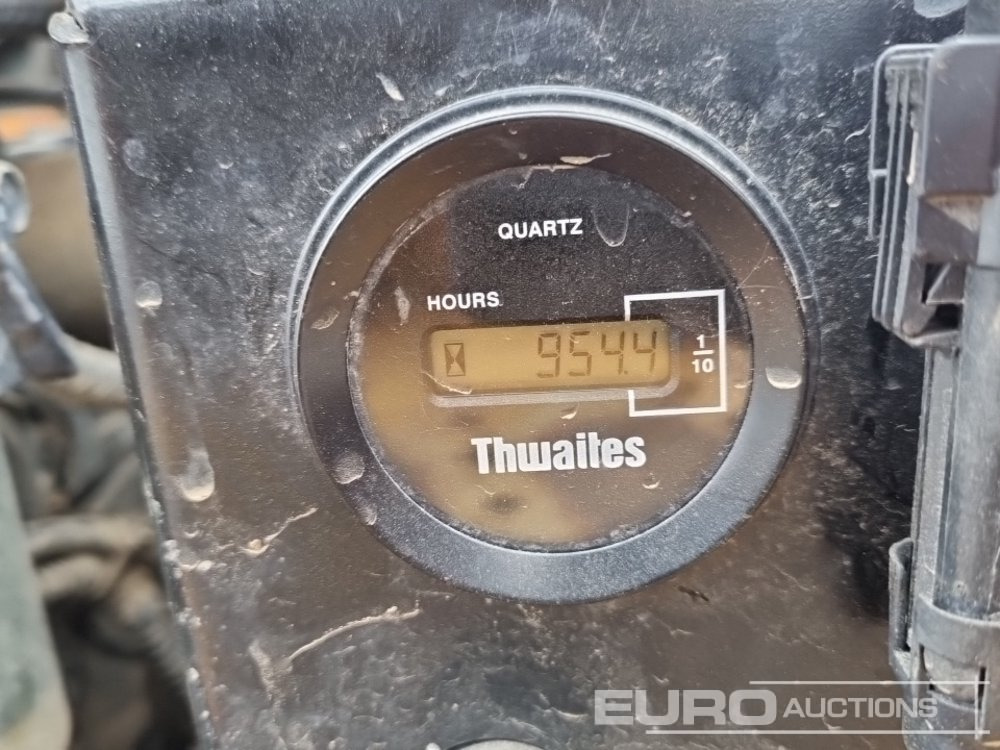 QUARTZ
HOURS
954.4
1/10
Thwaites
EURO AUCTIONS